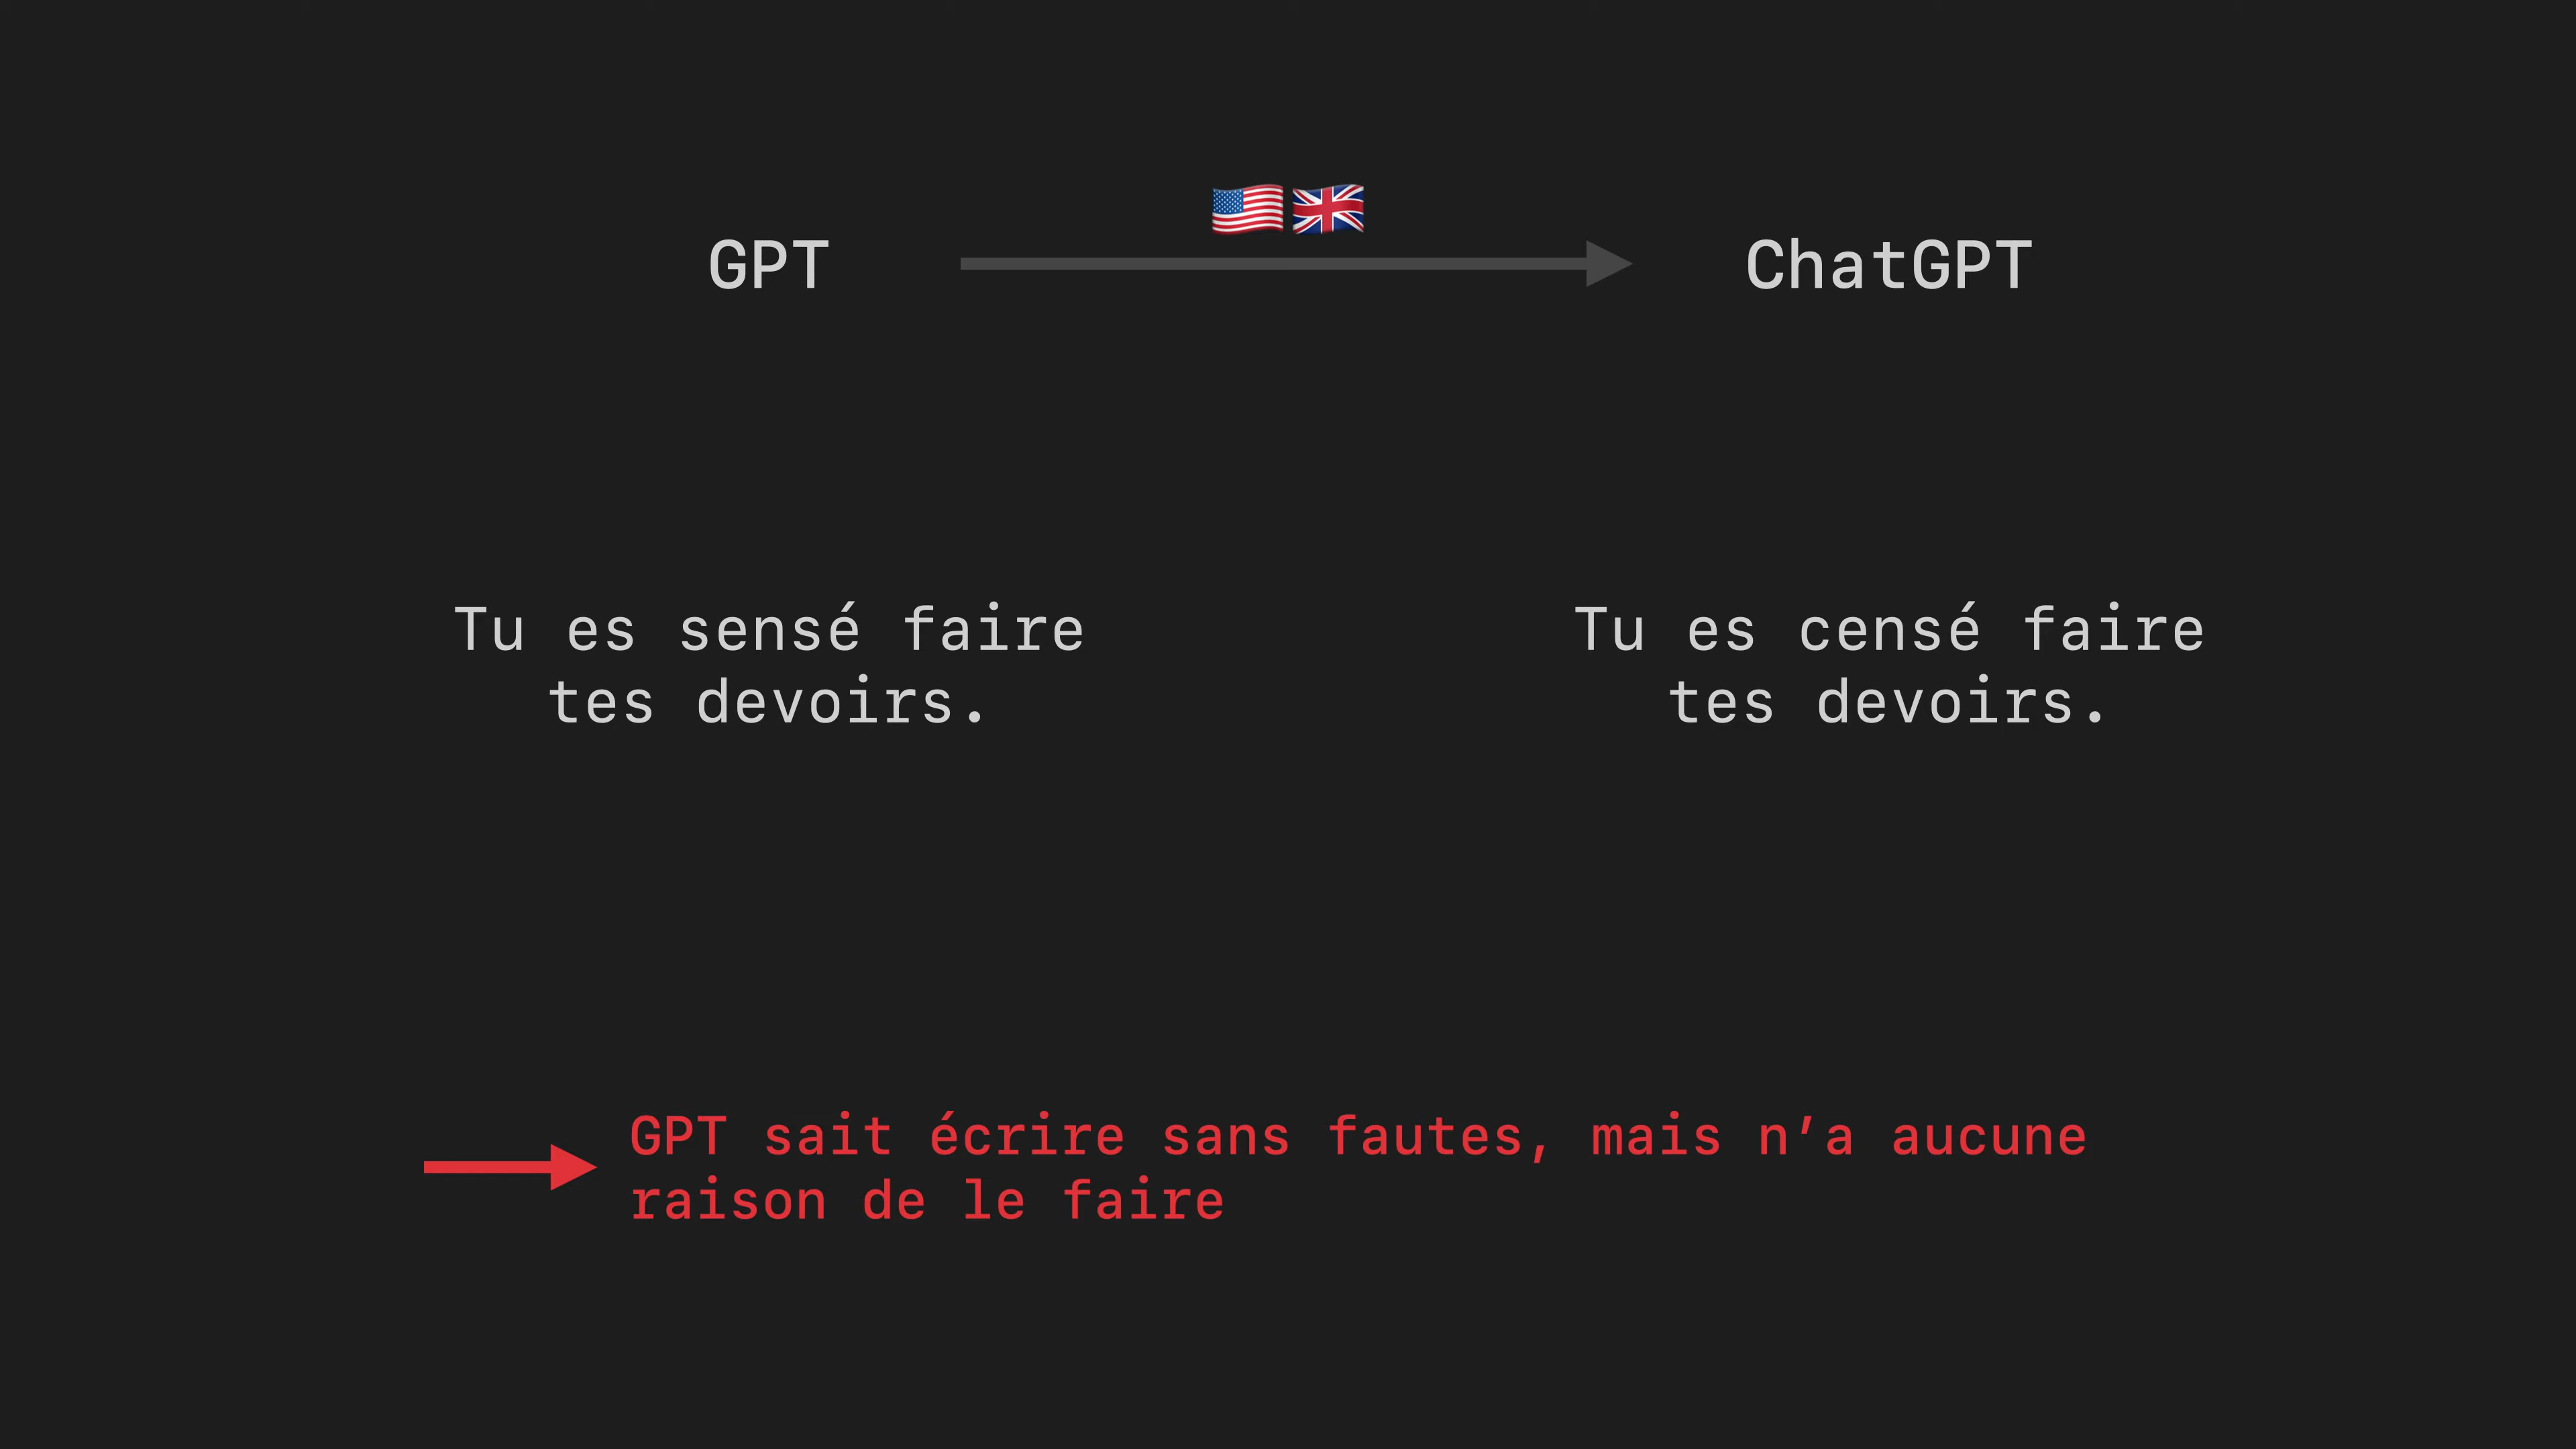 GPT
ChatGPT
Tu es sensé faire
tes devoirs.
Tu es censé faire
tes devoirs.
GPT sait écrire sans fautes, mais n’a aucune
raison de le faire